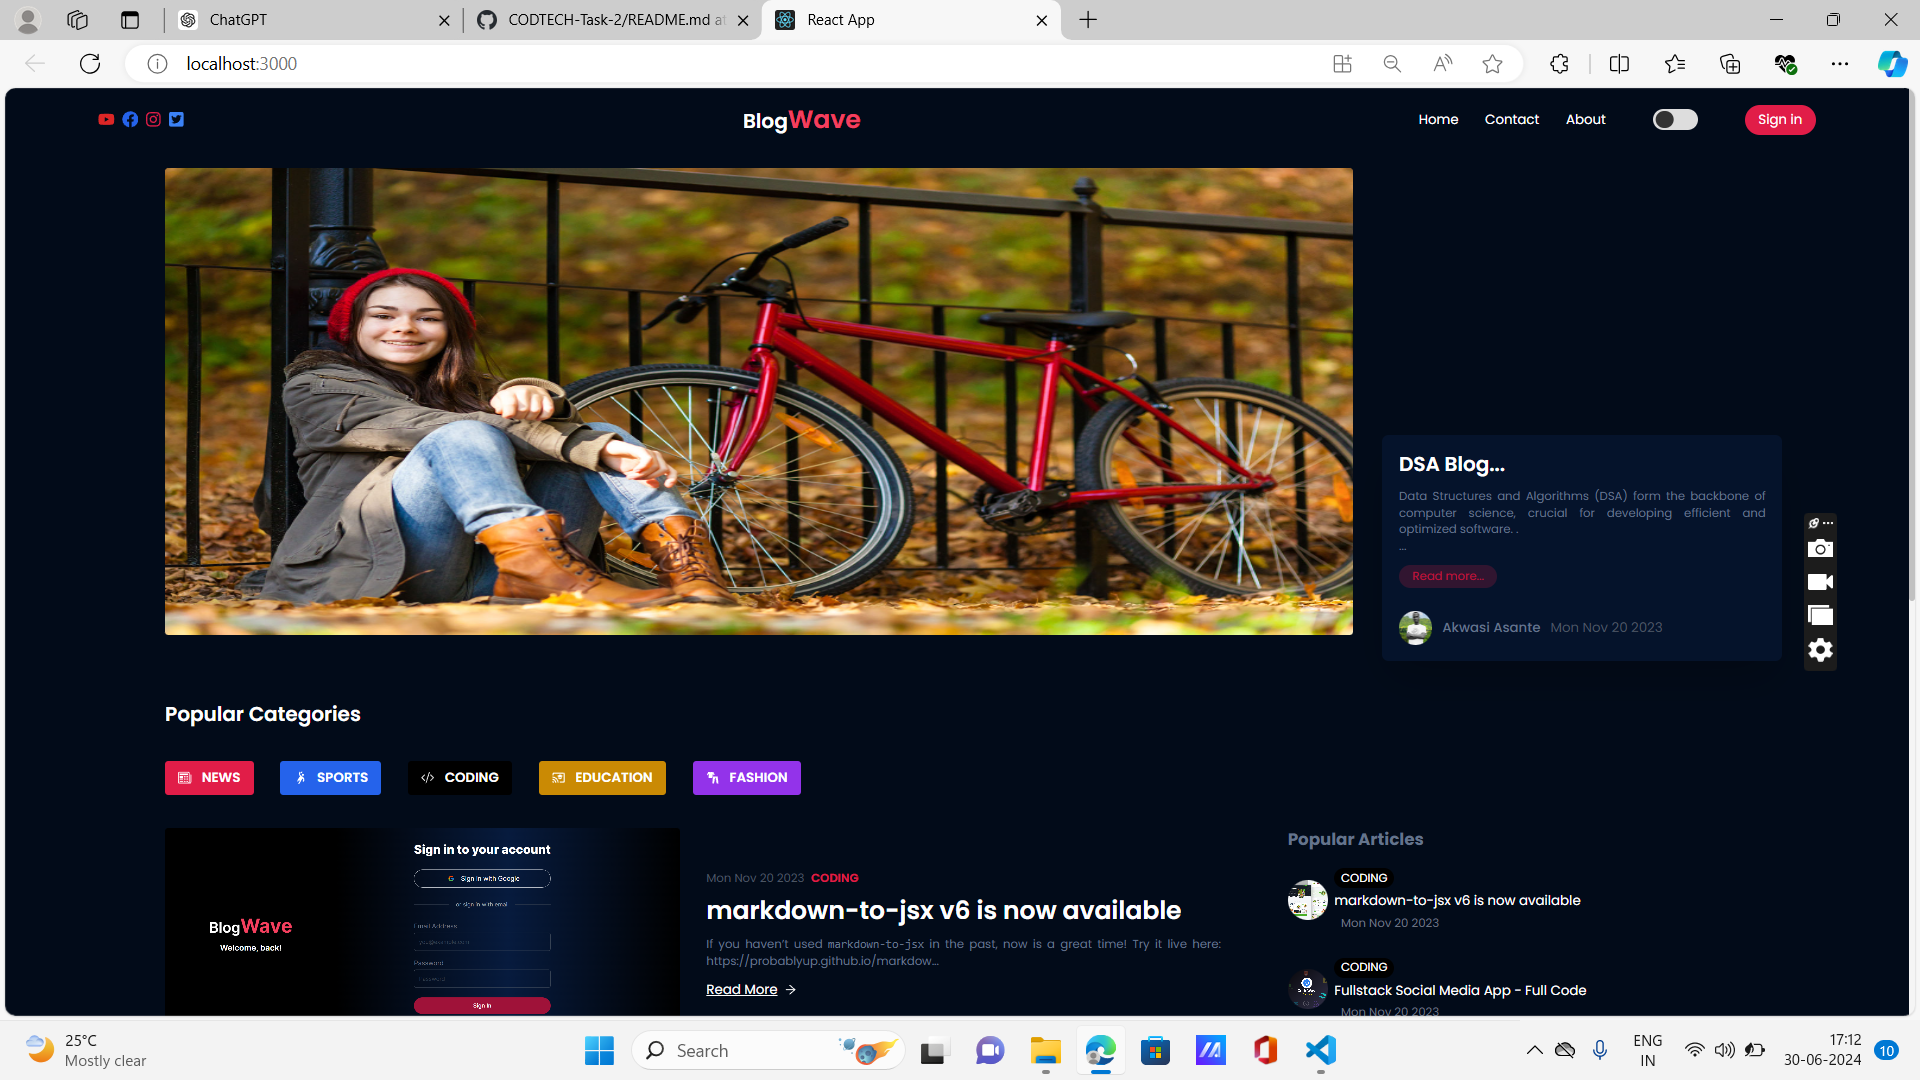 ChatGPT
CODTECH-Task-2/README.md at
React App
localhost:3000
BlogWave
Home
Contact
About
Sign in
DSA Blog...
Data Structures and Algorithms (DSA) form the backbone of
computer science, crucial for developing efficient and
optimized software. .
...
Read more...
Akwasi Asante
Mon Nov 20 2023
Popular Categories
NEWS
SPORTS
CODING
EDUCATION
FASHION
BlogWave
Welcome, back!
Sign in to your account
Sign in with Google
or sign in with email
Email Address
you@example.com
Password
Password
Sign in
Mon Nov 20 2023 CODING
markdown-to-jsx v6 is now available
If you haven't used markdown-to-jsx in the past, now is a great time! Try it live here:
https://probablyup.github.io/markdow...
Read More
Popular Articles
CODING
markdown-to-jsx v6 is now available
Mon Nov 20 2023
CODING
Fullstack Social Media App - Full Code
Mon Nov 20 2023
25°C
Mostly clear
Search
ENG
IN
17:12
30-06-2024
10